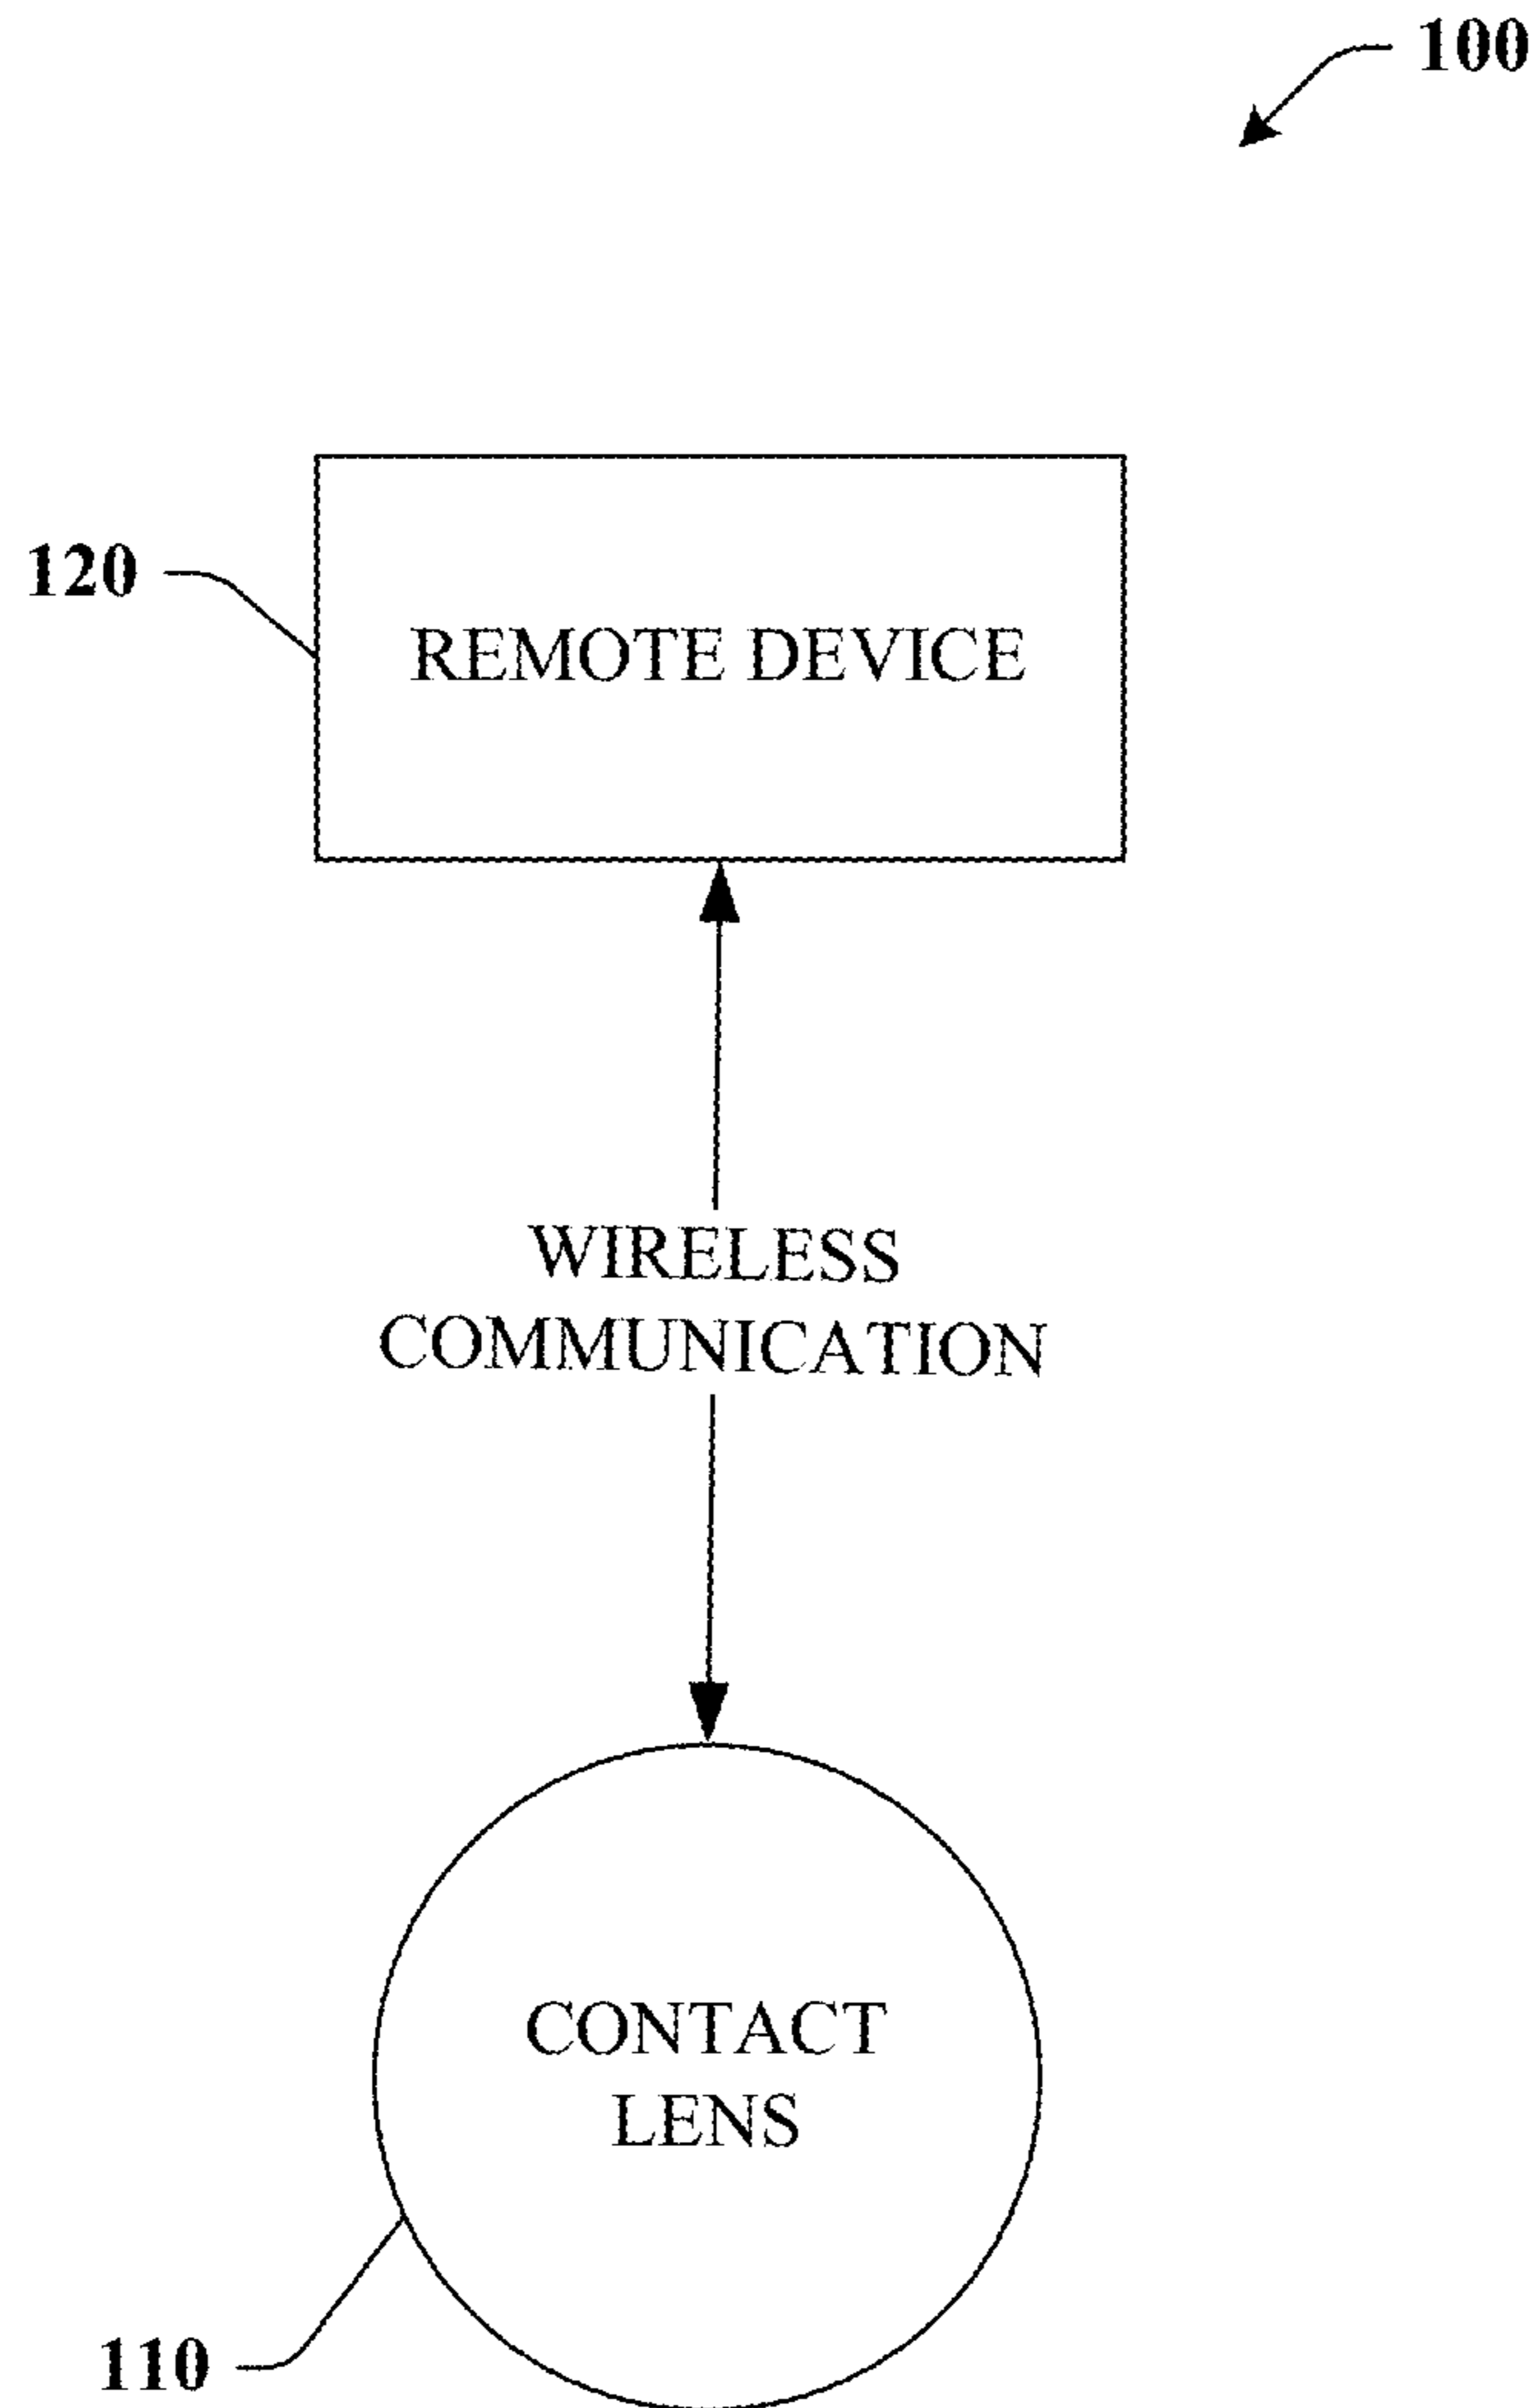 100
120
REMOTE DEVICE
WIRELESS
COMMUNICATION
CONTACT
LENS
110